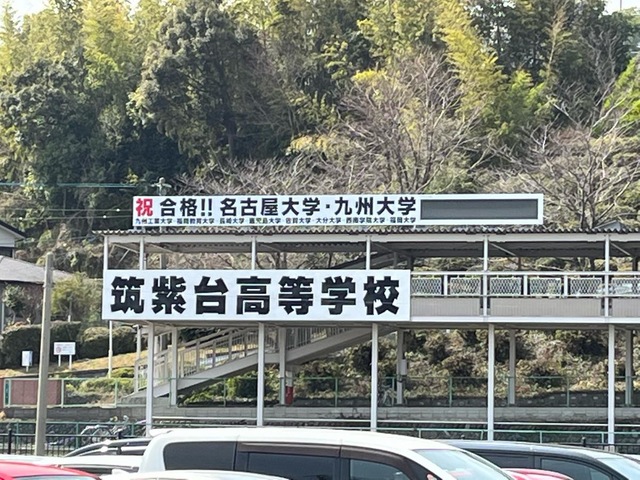 祝 合格!! 名古屋大学・九州大学
九州工業大学・福岡教育大学・長崎大学・鹿児島大学・佐賀大学・大分大学・西南学院大学・福岡大学
筑紫台高等学校